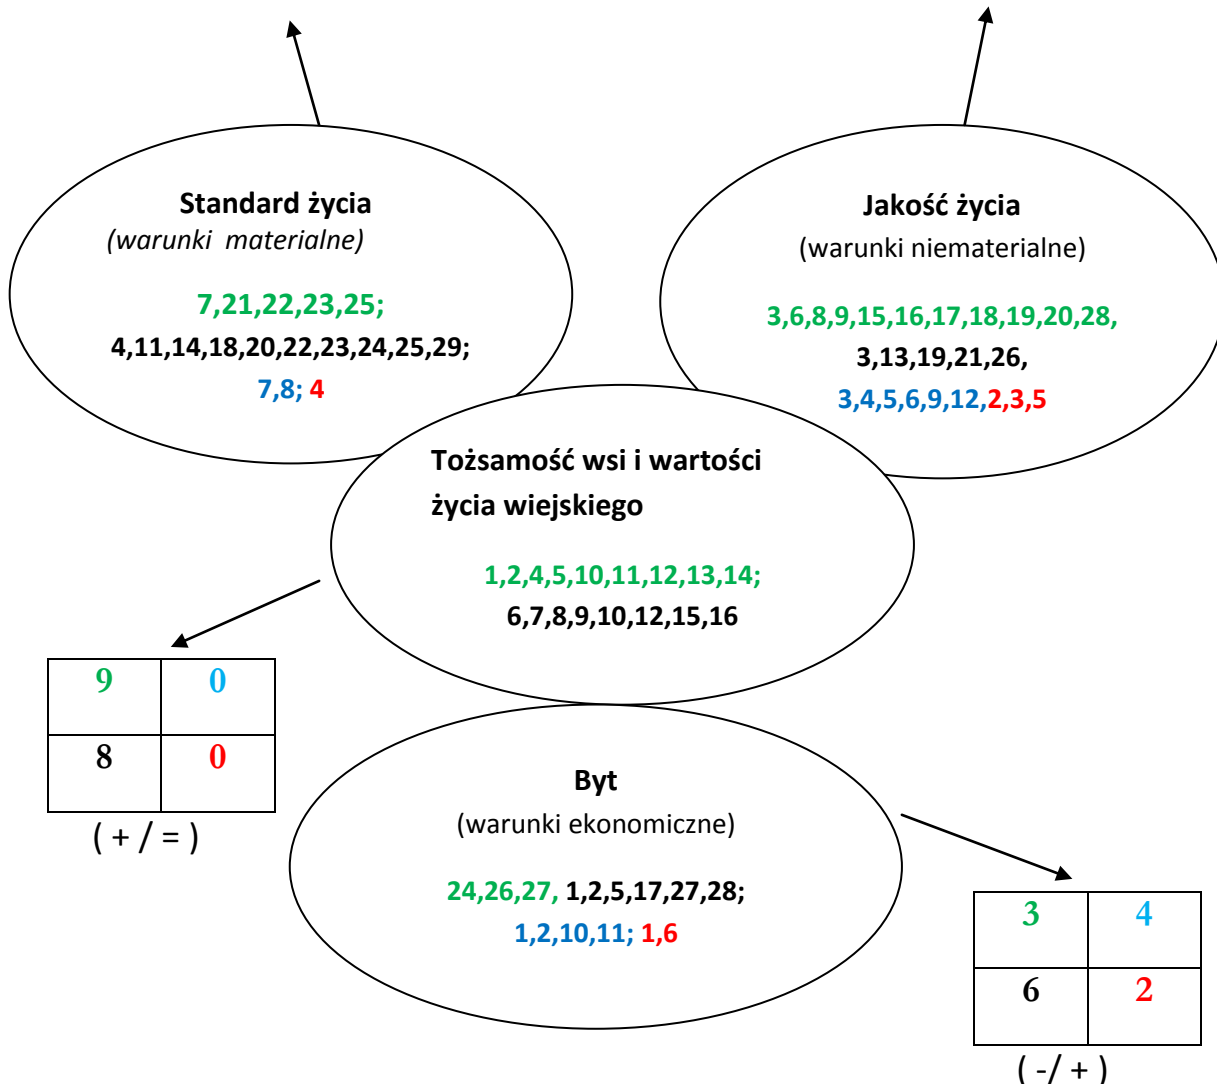 Standard życia
(warunki materialne)
7,21,22,23,25;
4,11,14,18,20,22,23,24,25,29;
7,8; 4
Jakość życia
(warunki niematerialne)
3,6,8,9,15,16,17,18,19,20,28,
3,13,19,21,26,
3,4,5,6,9,12,2,3,5
Tożsamość wsi i wartości
życia wiejskiego
1,2,4,5,10,11,12,13,14;
6,7,8,9,10,12,15,16
9 0
8 0
( + / = )
Byt
(warunki ekonomiczne)
24,26,27, 1,2,5,17,27,28;
1,2,10,11; 1,6
3 4
6 2
( -/ + )